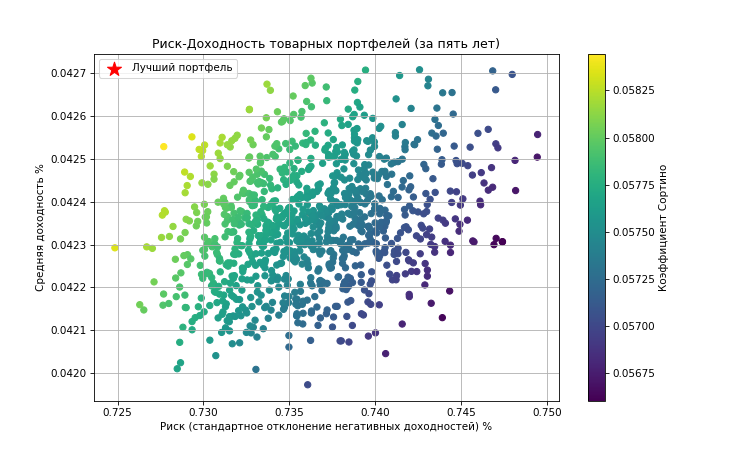 Риск-Доходность товарных портфелей (за пять лет)
Лучший портфель
Средняя доходность %
0.0427
0.0426
0.0425
0.0424
0.0423
0.0422
0.0421
0.0420
0.725 0.730 0.735 0.740 0.745 0.750
Риск (стандартное отклонение негативных доходностей) %
0.05825
0.05800
0.05775
0.05750
0.05725
0.05700
0.05675
Коэффициент Сортино